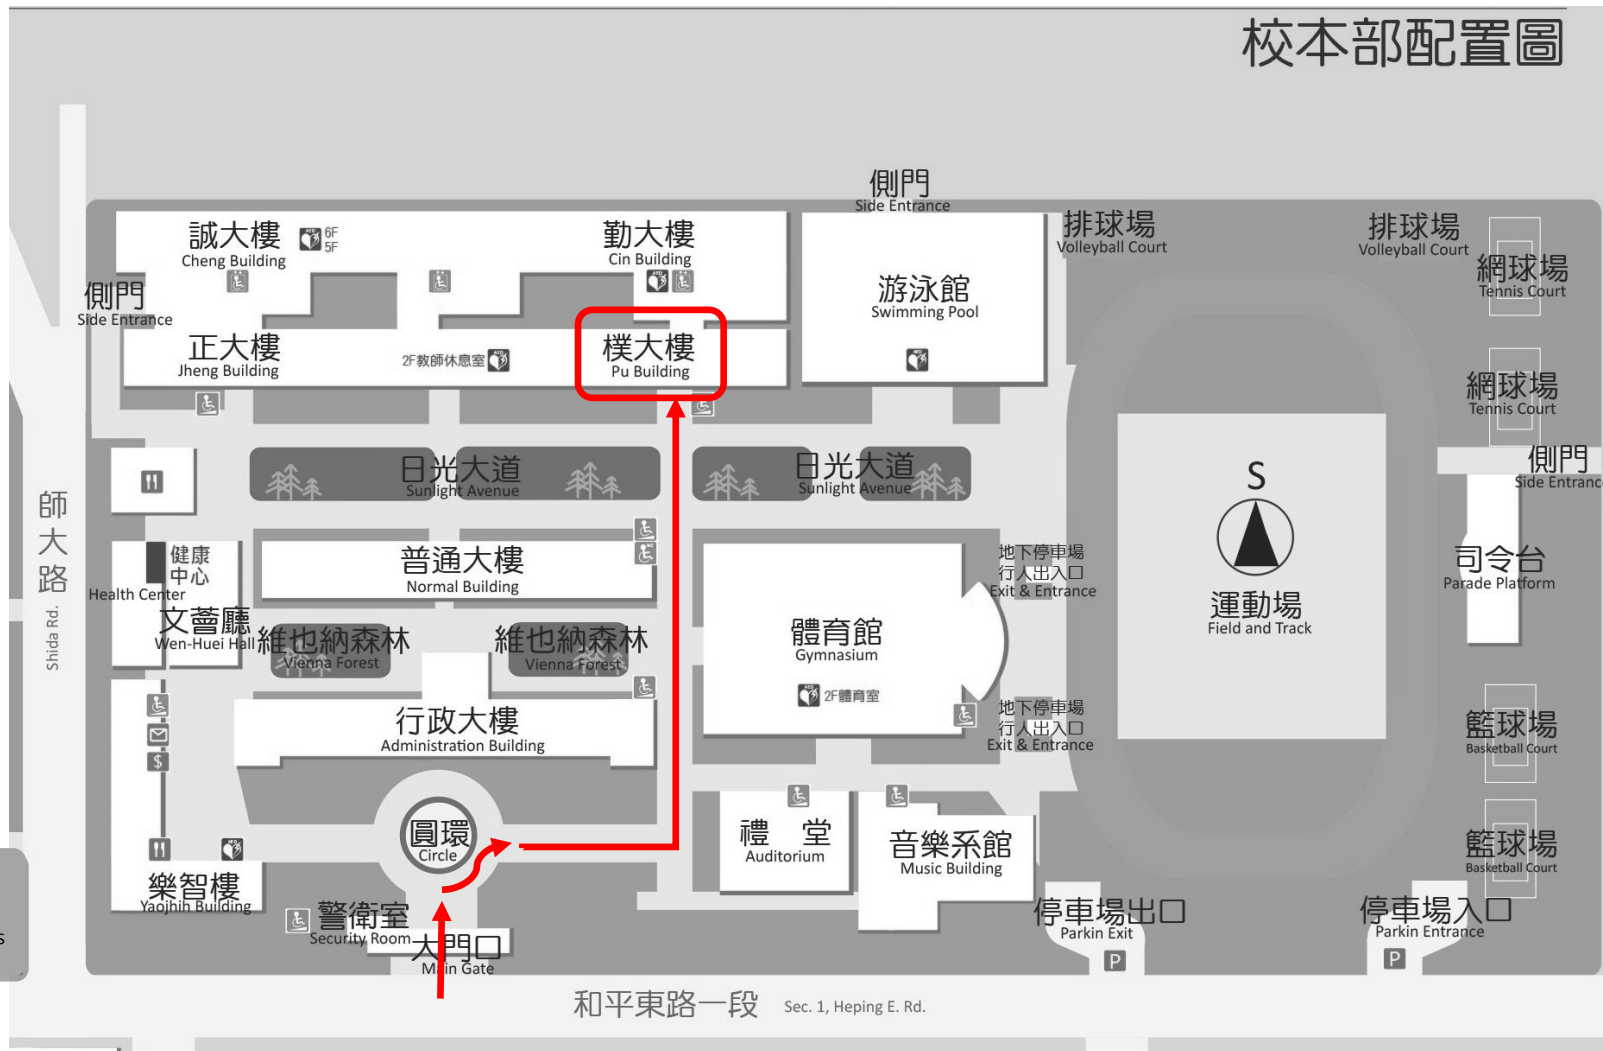 校本部配置圖
側門
Side Entrance
誠大樓
Cheng Building
AED
6F
5F
勤大樓
Cin Building
AED
游泳館
Swimming Pool
排球場
Volleyball Court
排球場
Volleyball Court
網球場
Tennis Court
側門
Side Entrance
正大樓
Jheng Building
2F教師休息室
AED
樸大樓
Pu Building
網球場
Tennis Court
日光大道
Sunlight Avenue
日光大道
Sunlight Avenue
側門
Side Entrance
S
師大路
Shida Rd.
健康
中心
Health Center
文薈廳
Wen-Huei Hall
普通大樓
Normal Building
地下停車場
行人出入口
Exit & Entrance
運動場
Field and Track
司令台
Parade Platform
維也納森林
Vienna Forest
維也納森林
Vienna Forest
體育館
Gymnasium
AED
2F體育室
行政大樓
Administration Building
地下停車場
行人出入口
Exit & Entrance
籃球場
Basketball Court
$
圓環
Circle
禮 堂
Auditorium
音樂系館
Music Building
籃球場
Basketball Court
AED
樂智樓
Yaojhih Building
警衛室
Security Room
大門口
Main Gate
停車場出口
Parkin Exit
P
停車場入口
Parkin Entrance
P
s
和平東路一段
Sec. 1, Heping E. Rd.